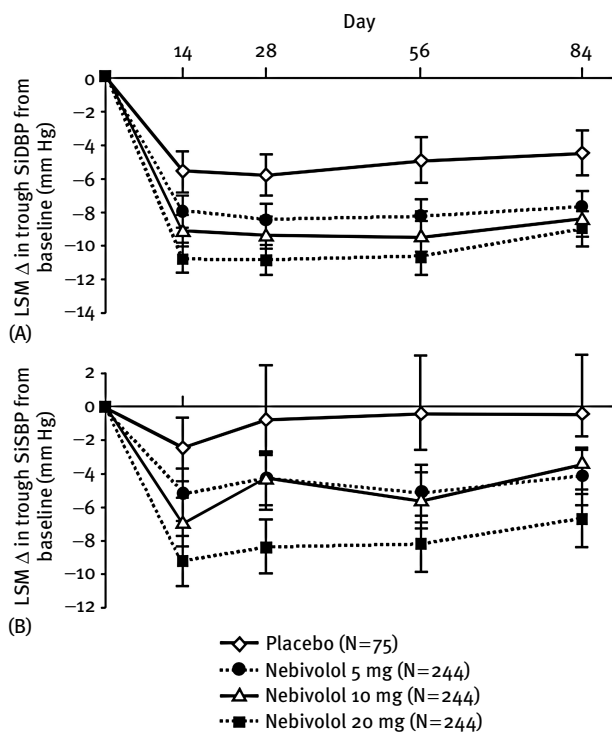 Day
14 28 56 84
LSM Δ in trough SiDBP from
baseline (mm Hg)
0
−2
−4
−6
−8
−10
−12
−14
(A)
LSM Δ in trough SiSBP from
baseline (mm Hg)
2
0
−2
−4
−6
−8
−10
−12
(B)
Placebo (N=75)
Nebivolol 5 mg (N=244)
Nebivolol 10 mg (N=244)
Nebivolol 20 mg (N=244)